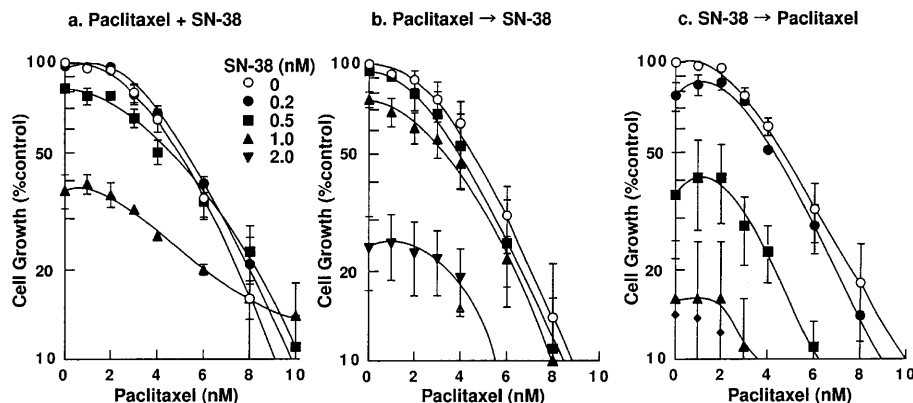 a. Paclitaxel + SN-38
b. Paclitaxel → SN-38
c. SN-38 → Paclitaxel
Cell Growth (%control)
100
50
20
10
0 2 4 6 8 10
Paclitaxel (nM)
SN-38 (nM)
0
0.2
0.5
1.0
2.0
Cell Growth (%control)
100
50
20
10
0 2 4 6 8 10
Paclitaxel (nM)
Cell Growth (%control)
100
50
20
10
0 2 4 6 8 10
Paclitaxel (nM)